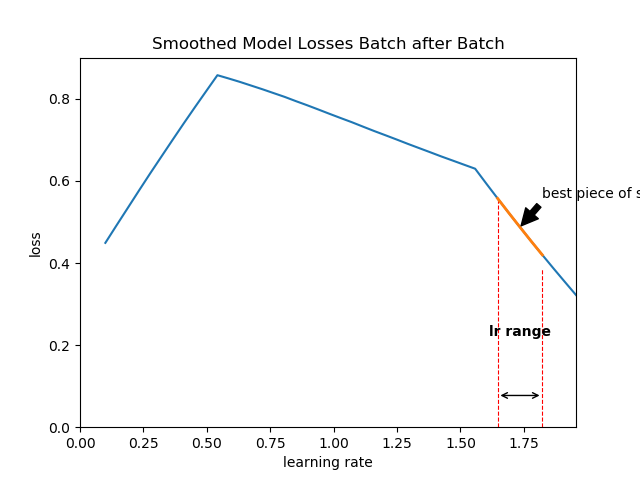 Smoothed Model Losses Batch after Batch
0.8
0.6
0.4
0.2
0.0
loss
best piece of s
lr range
0.00 0.25 0.50 0.75 1.00 1.25 1.50 1.75
learning rate